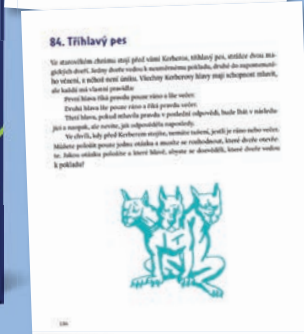 84. Tříhlavý pes
Ve starověkém chrámu stojí před vámi Kerberos, tříhlavý pes, strážce dvou ma-
gických dveří. Jedny dveře vedou k nesmírnému pokladu, druhé do zapomenuté-
ho vězení, z něhož není úniku. Všechny Kerberovy hlavy mají schopnost mluvit,
ale každá má vlastní pravidla:
První hlava říká pravdu pouze ráno a lže večer.
Druhá hlava lže pouze ráno a říká pravdu večer.
Třetí hlava, pokud mluvila pravdu v poslední odpovědi, bude lhát v následu-
jící a naopak, ale nevíte, jak odpověděla naposledy.
Ve chvíli, kdy před Kerberem stojíte, nemáte tušení, jestli je ráno nebo večer.
Můžete položit pouze jednu otázku a musíte se rozhodnout, které dveře otevře-
te. Jakou otázku položíte a které hlavě, abyste se dozvěděli, které dveře vedou
k pokladu?